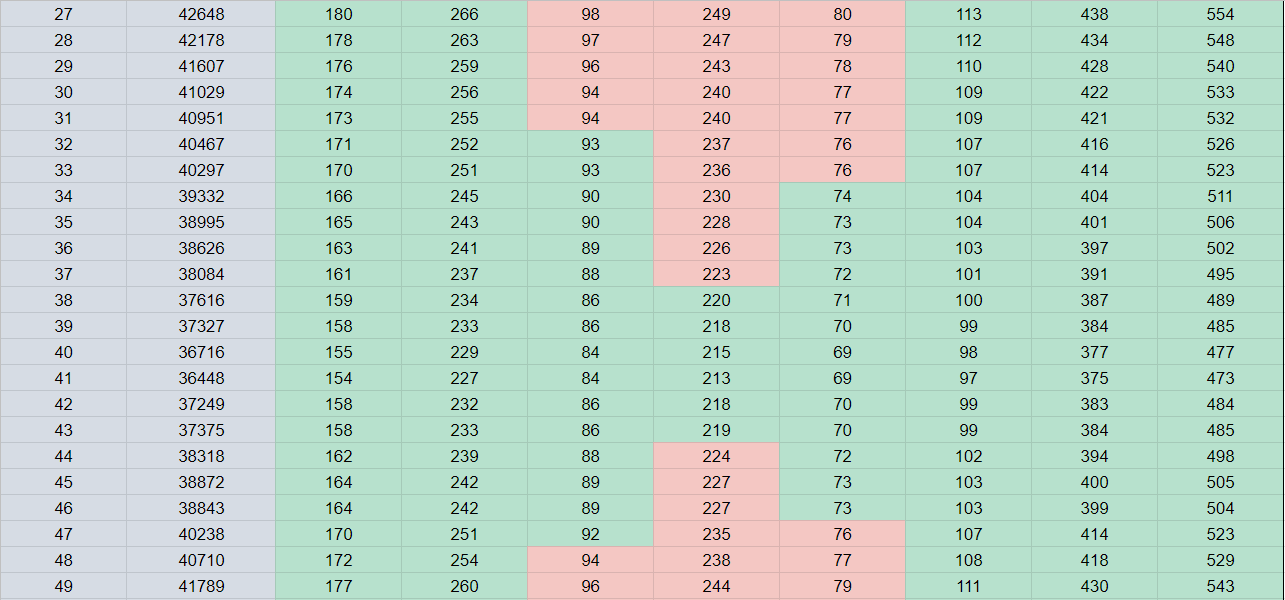 27 42648 180 266 98 249 80 113 438 554
28 42178 178 263 97 247 79 112 434 548
29 41607 176 259 96 243 78 110 428 540
30 41029 174 256 94 240 77 109 422 533
31 40951 173 255 94 240 77 109 421 532
32 40467 171 252 93 237 76 107 416 526
33 40297 170 251 93 236 76 107 414 523
34 39332 166 245 90 230 74 104 404 511
35 38995 165 243 90 228 73 104 401 506
36 38626 163 241 89 226 73 103 397 502
37 38084 161 237 88 223 72 101 391 495
38 37616 159 234 86 220 71 100 387 489
39 37327 158 233 86 218 70 99 384 485
40 36716 155 229 84 215 69 98 377 477
41 36448 154 227 84 213 69 97 375 473
42 37249 158 232 86 218 70 99 383 484
43 37375 158 233 86 219 70 99 384 485
44 38318 162 239 88 224 72 102 394 498
45 38872 164 242 89 227 73 103 400 505
46 38843 164 242 89 227 73 103 399 504
47 40238 170 251 92 235 76 107 414 523
48 40710 172 254 94 238 77 108 418 529
49 41789 177 260 96 244 79 111 430 543